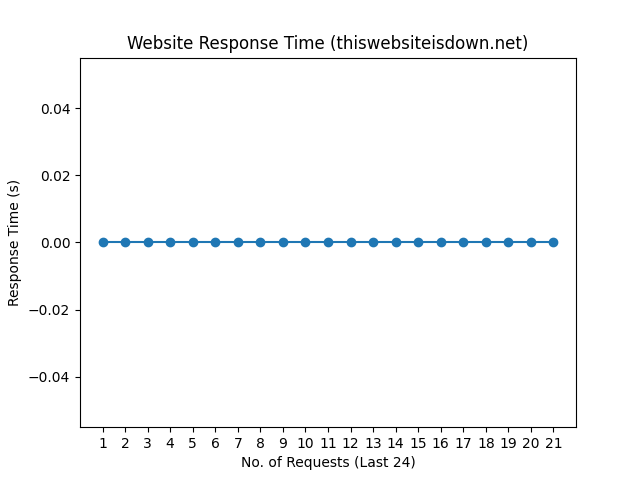 Website Response Time (thiswebsiteisdown.net)
0.04
0.02
0.00
−0.02
−0.04
Response Time (s)
1 2 3 4 5 6 7 8 9 10 11 12 13 14 15 16 17 18 19 20 21
No. of Requests (Last 24)